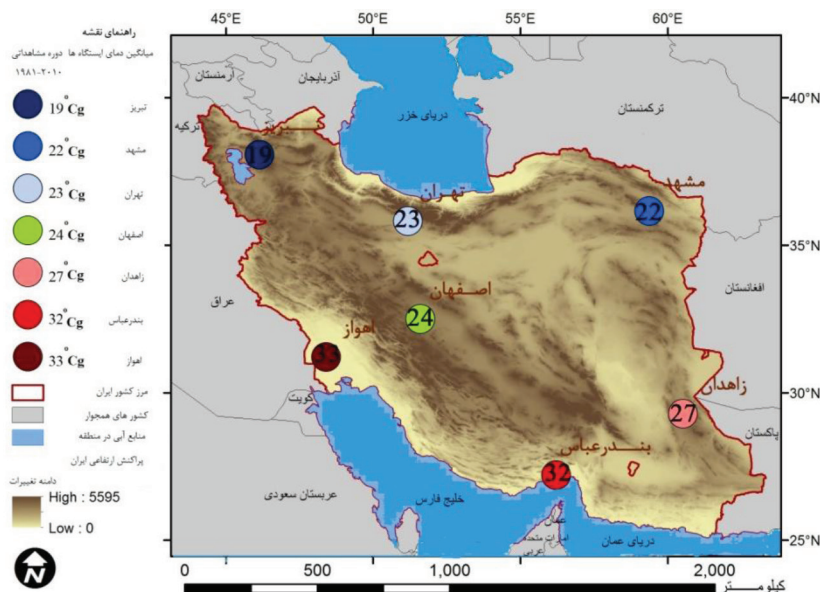 45°E 50°E 55°E 60°E
راهنمای نقشه
میانگین دمای ایستگاه ها دوره مشاهداتی
۱۹۸۱-۲۰۱۰
19°Cg تبریز
22°Cg مشهد
23°Cg تهران
24°Cg اصفهان
27°Cg زاهدان
32°Cg بندرعباس
33°Cg اهواز
مرز کشور ایران
کشور های همجوار
منابع آبی در منطقه
پراکنش ارتفاعی ایران
دامنه تغییرات
High : 5595
Low : 0
N
ارمنستان
آذربایجان
ترکیه
دریای خزر
ترکمنستان
40°N
تبریز
19
تهران
23
مشهد
22
35°N
عراق
اصفهان
24
افغانستان
اهواز
33
زاهدان
27
30°N
کویت
پاکستان
بندرعباس
32
عربستان سعودی
خلیج فارس
عمان
امارات متحده
عربی
دریای عمان
25°N
0 500 1,000 2,000
کیلومتر